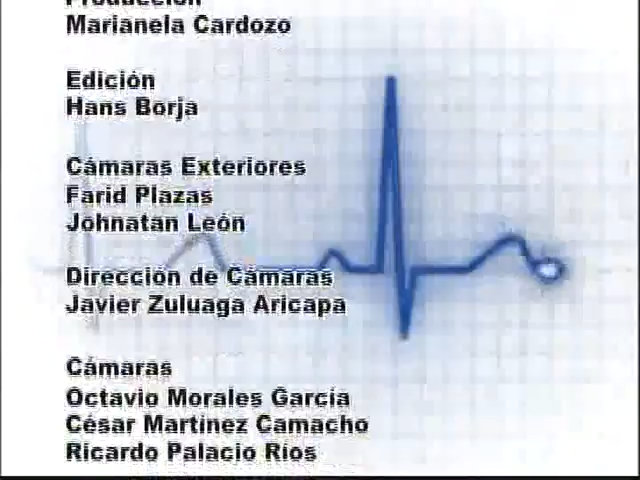 Producción
Marianela Cardozo
Edición
Hans Borja
Cámaras Exteriores
Farid Plazas
Johnatan León
Dirección de Cámaras
Javier Zuluaga Aricapa
Cámaras
Octavio Morales García
César Martínez Camacho
Ricardo Palacio Ríos